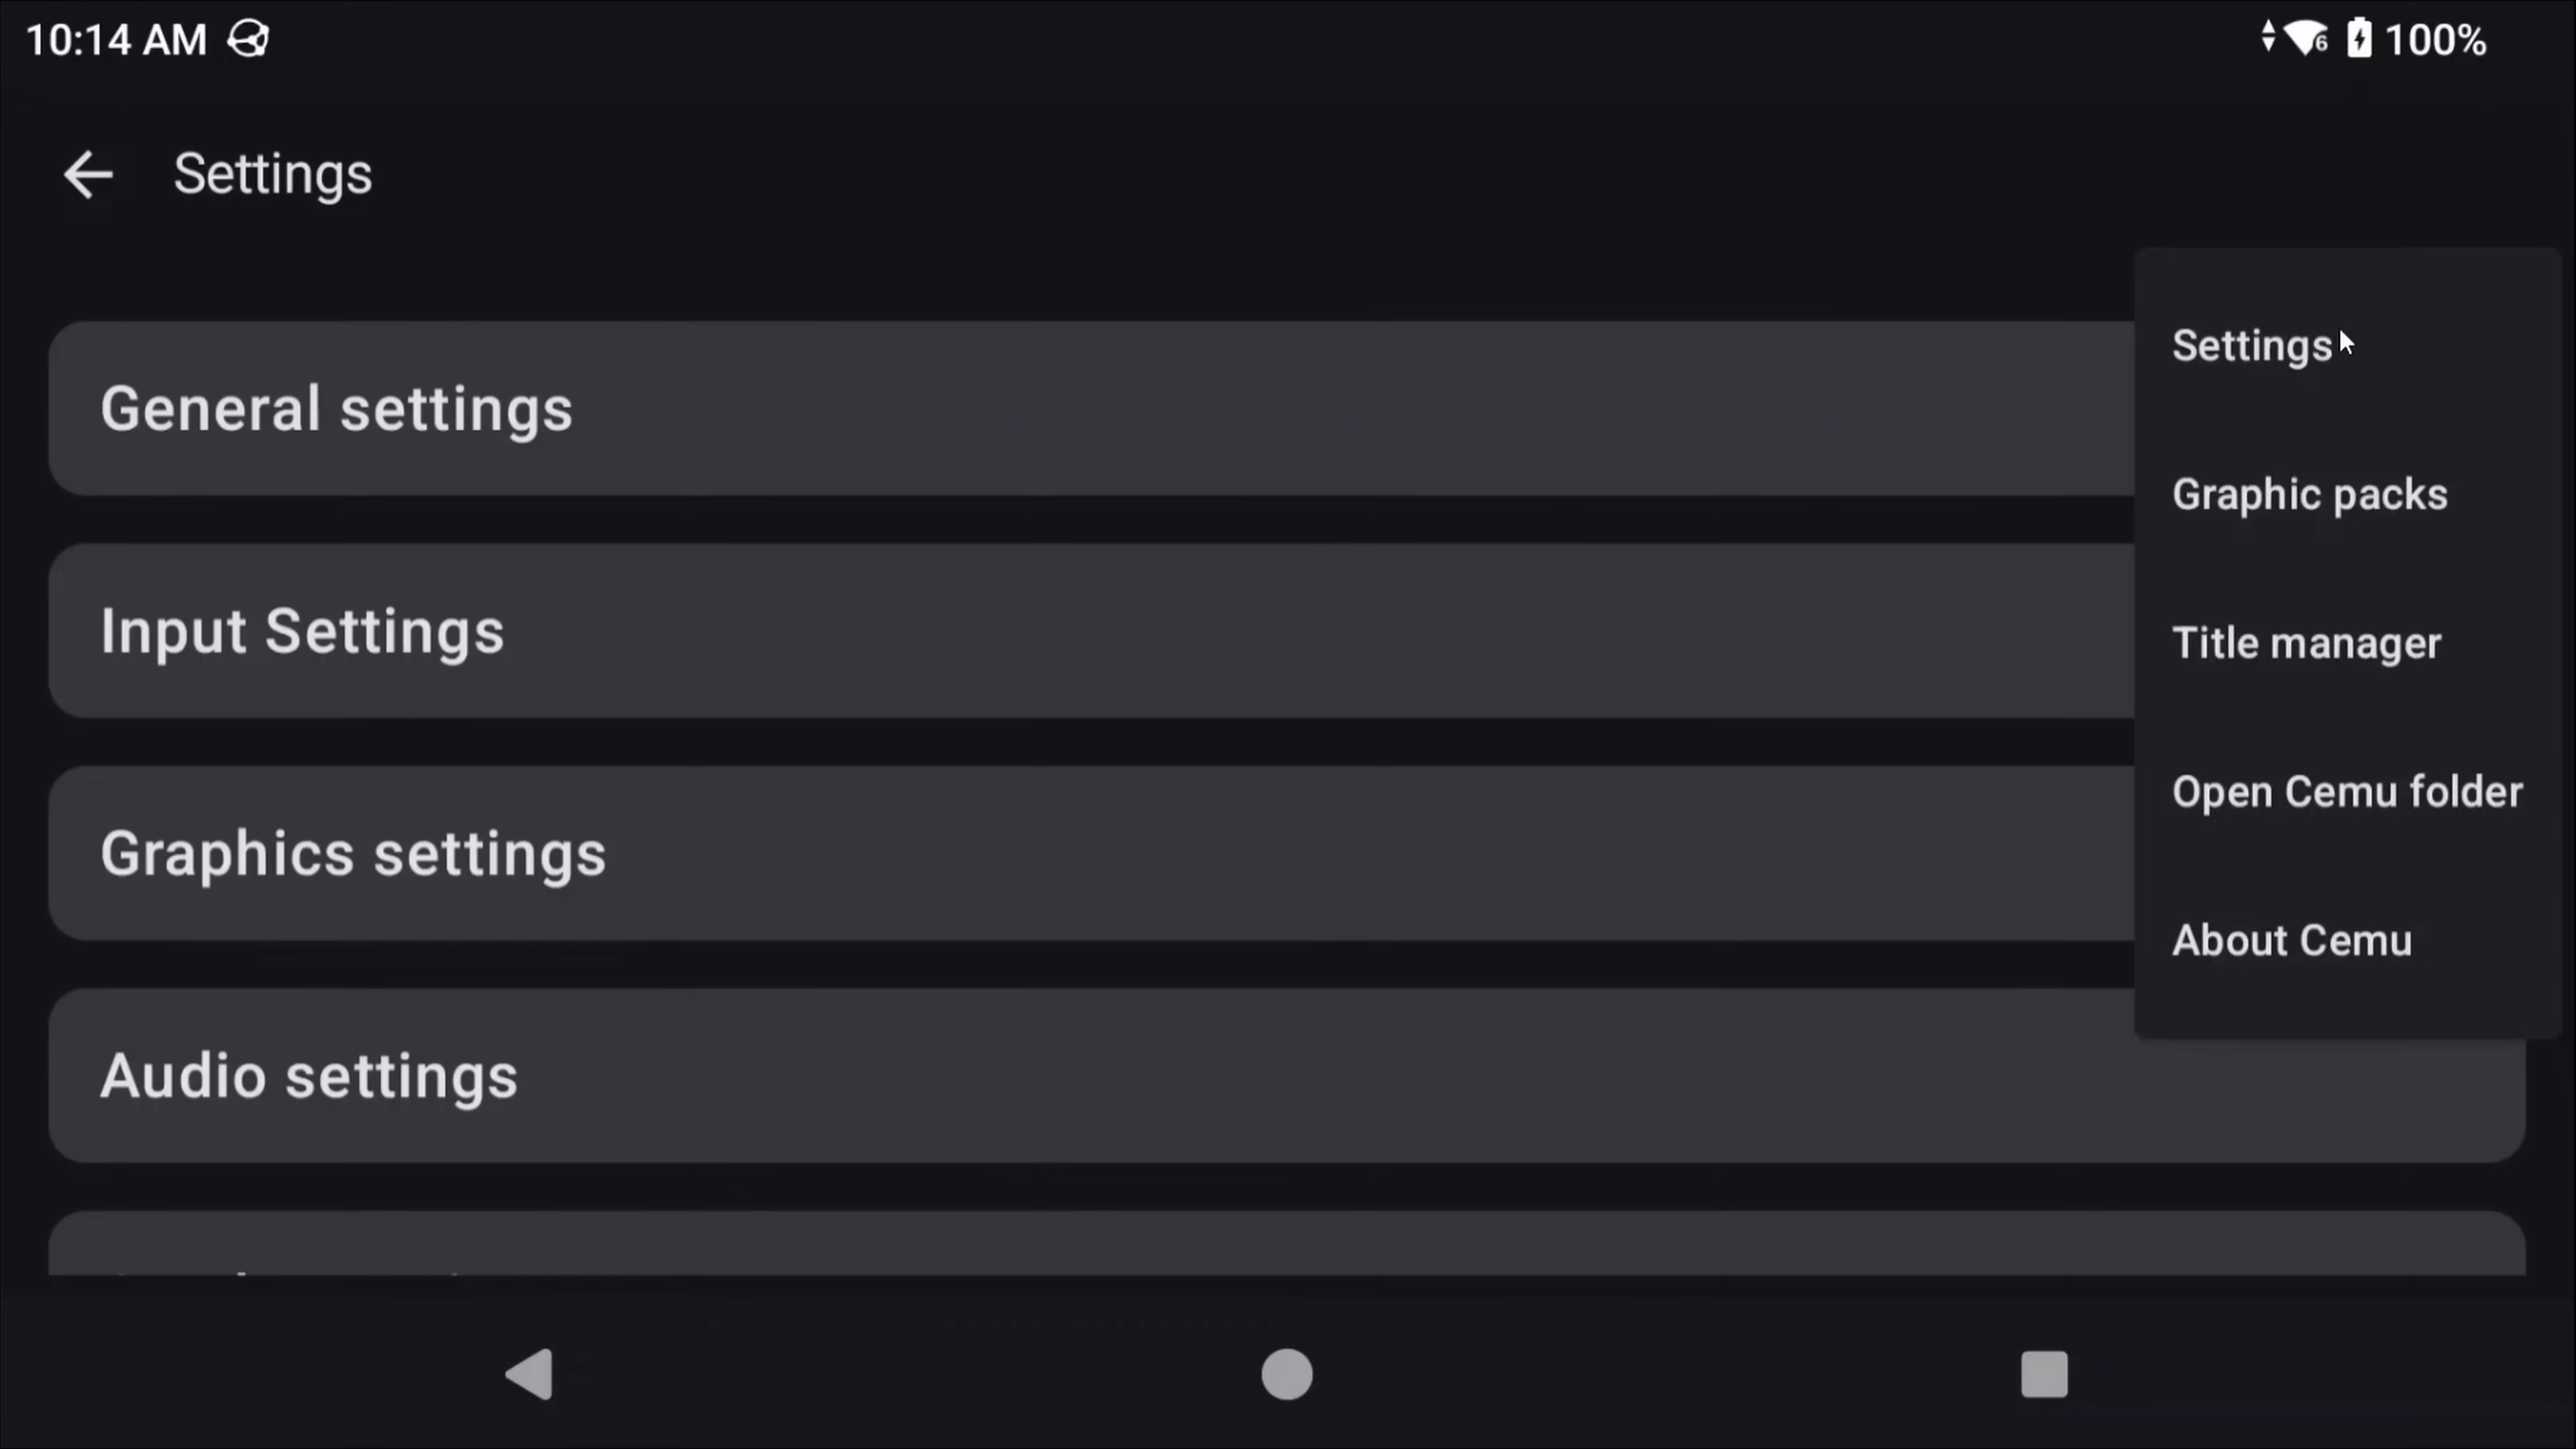 10:14 AM
6 100%
Settings
General settings
Input Settings
Graphics settings
Audio settings
Settings
Graphic packs
Title manager
Open Cemu folder
About Cemu